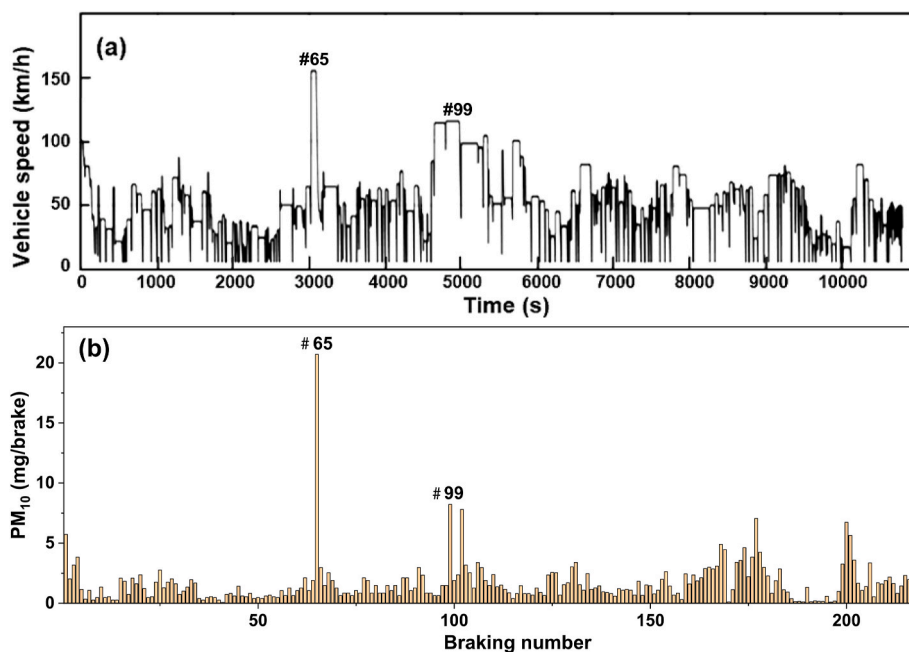 (a)
#65
#99
Vehicle speed (km/h)
150
100
50
0
0 1000 2000 3000 4000 5000 6000 7000 8000 9000 10000
Time (s)
(b)
# 65
# 99
PM₁₀ (mg/brake)
20
15
10
5
0
50 100 150 200
Braking number